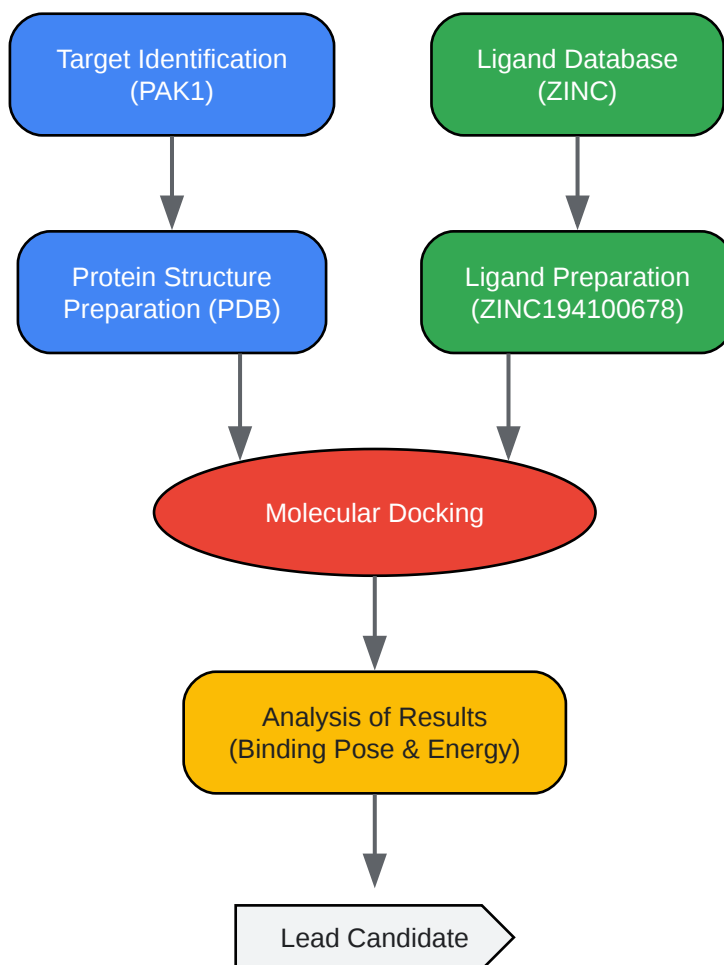 Target Identification
(PAK1)
Ligand Database
(ZINC)
Protein Structure
Preparation (PDB)
Ligand Preparation
(ZINC194100678)
Molecular Docking
Analysis of Results
(Binding Pose & Energy)
Lead Candidate